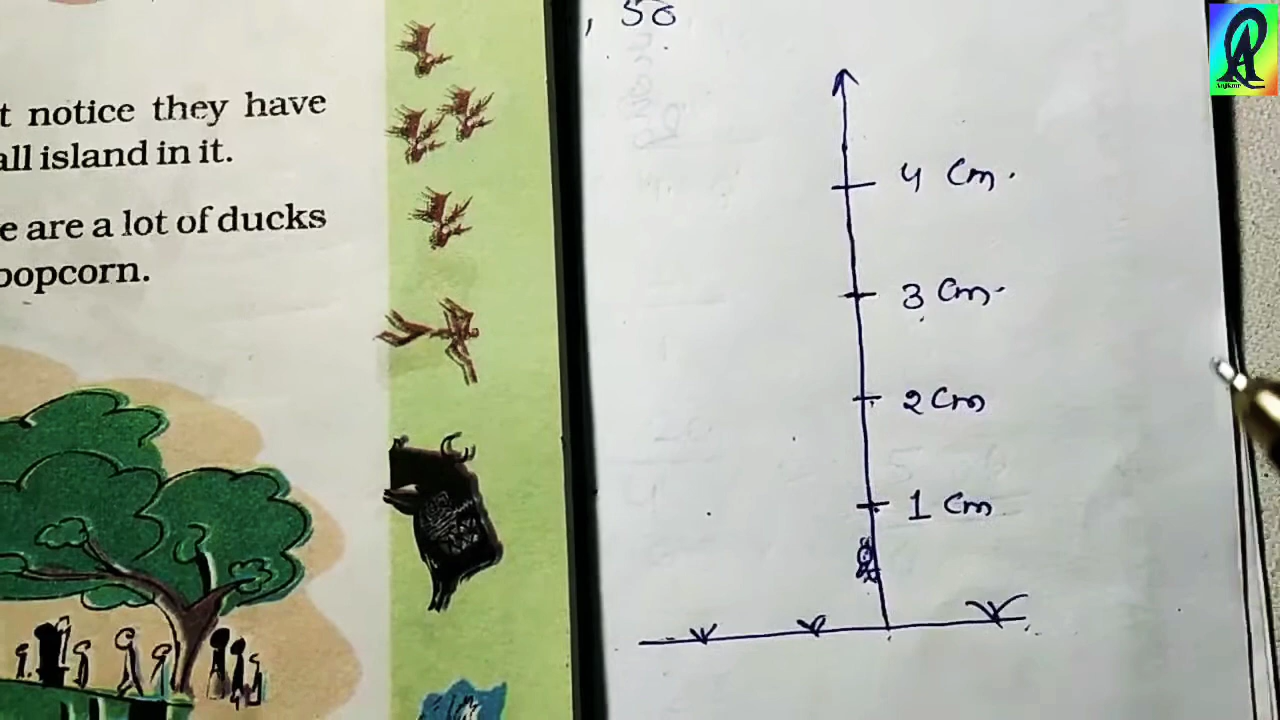 t notice they have
all island in it.
e are a lot of ducks
popcorn.
, 50
4 Cm.
3 Cm.
2 Cm
1 Cm